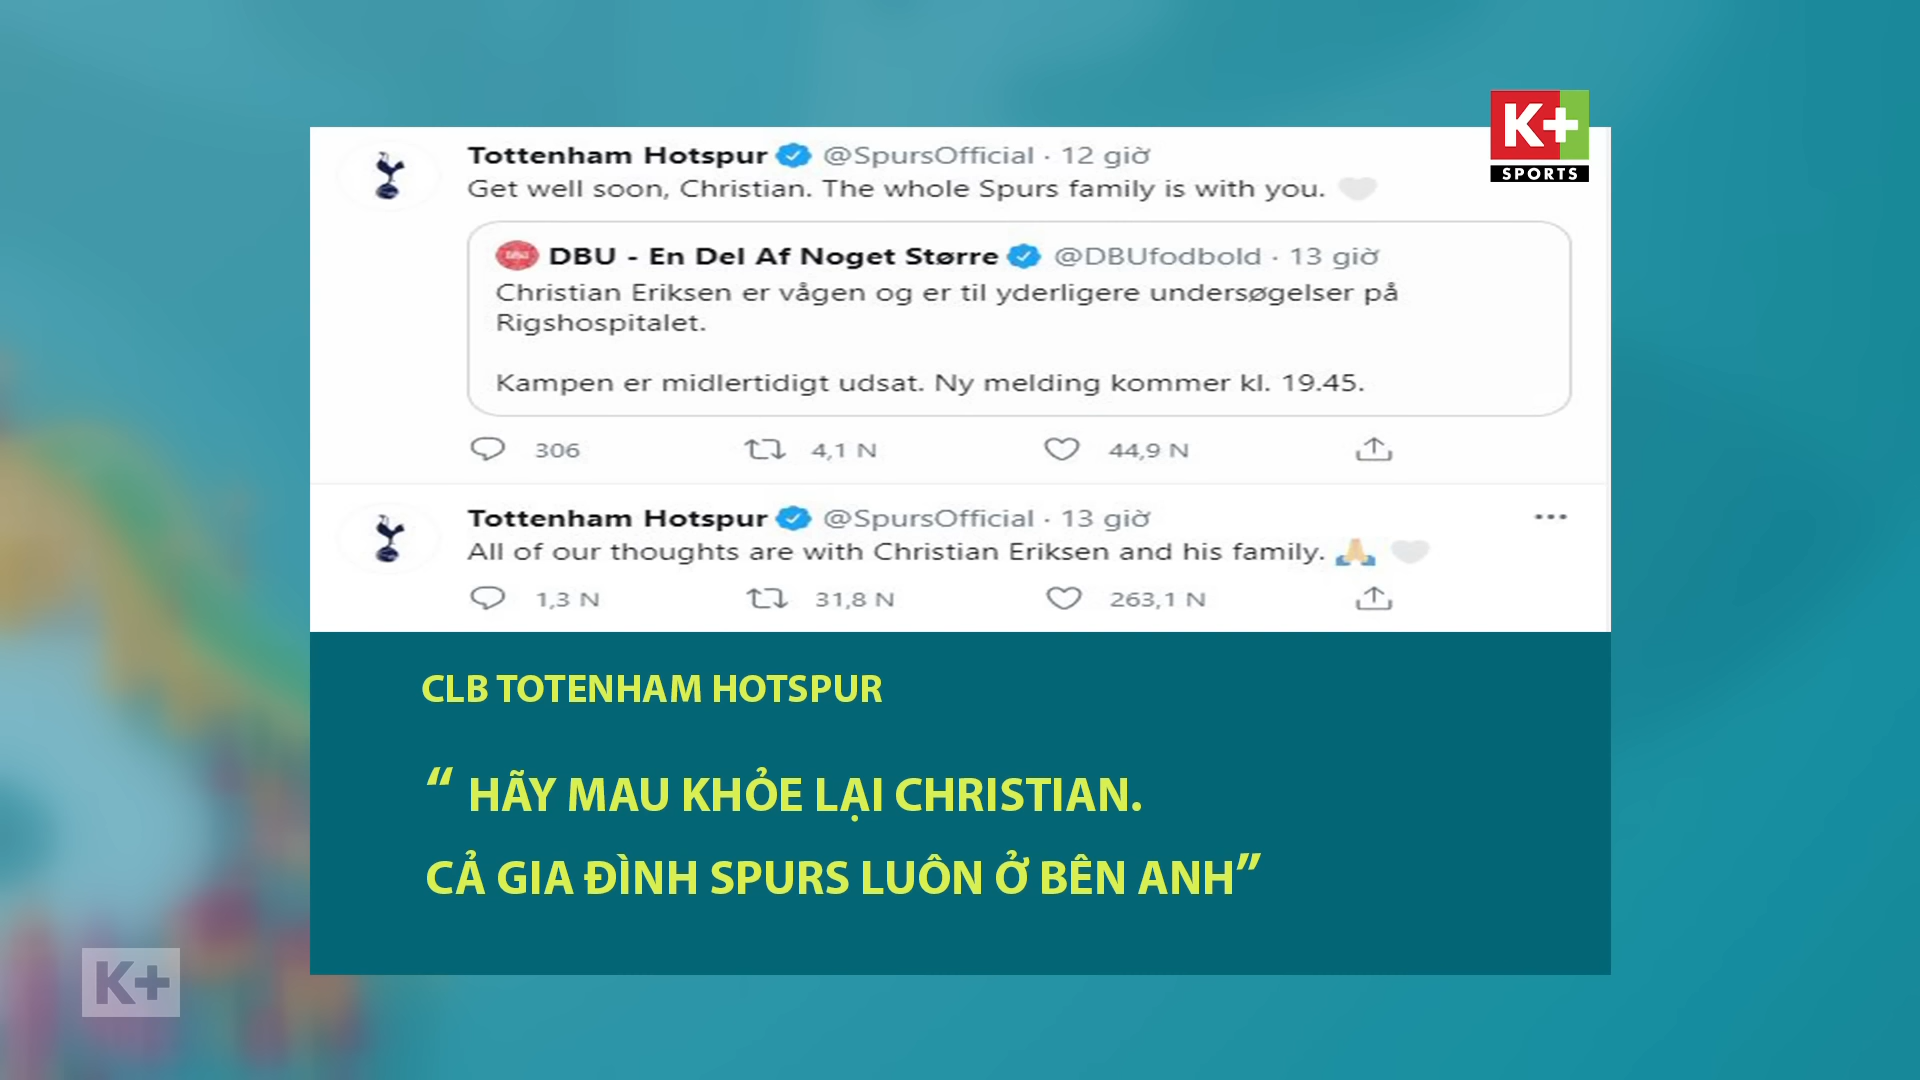 K+
SPORTS
Tottenham Hotspur @SpursOfficial · 12 giờ
Get well soon, Christian. The whole Spurs family is with you. 🤍
DBU - En Del Af Noget Større @DBUfodbold · 13 giờ
Christian Eriksen er vågen og er til yderligere undersøgelser på
Rigshospitalet.
Kampen er midlertidigt udsat. Ny melding kommer kl. 19.45.
306 4,1 N 44,9 N
Tottenham Hotspur @SpursOfficial · 13 giờ
All of our thoughts are with Christian Eriksen and his family. 🙏 🤍
1,3 N 31,8 N 263,1 N
CLB TOTENHAM HOTSPUR
“ HÃY MAU KHỎE LẠI CHRISTIAN.
CẢ GIA ĐÌNH SPURS LUÔN Ở BÊN ANH”
K+